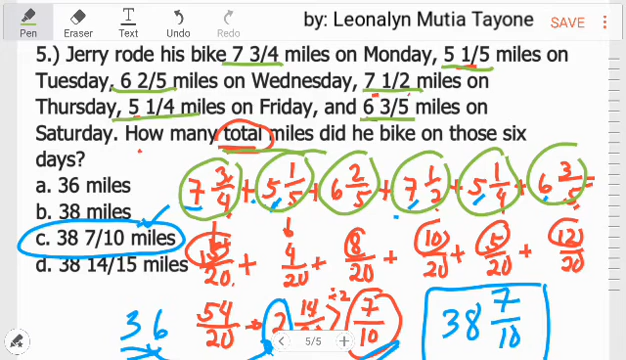 by: Leonalyn Mutia Tayone
SAVE
Pen
Eraser
Text
Undo
Redo
5.) Jerry rode his bike 7 3/4 miles on Monday, 5 1/5 miles on
Tuesday, 6 2/5 miles on Wednesday, 7 1/2 miles on
Thursday, 5 1/4 miles on Friday, and 6 3/5 miles on
Saturday. How many total miles did he bike on those six
days?
a. 36 miles
b. 38 miles
c. 38 7/10 miles
d. 38 14/15 miles
7 3/4 + 5 1/5 + 6 2/5 + 7 1/2 + 5 1/4 + 6 3/5 =
15/20 + 4/20 + 8/20 + 10/20 + 5/20 + 12/20
36 54/20 2 14 ÷2 7/10
38 7/10
5/5